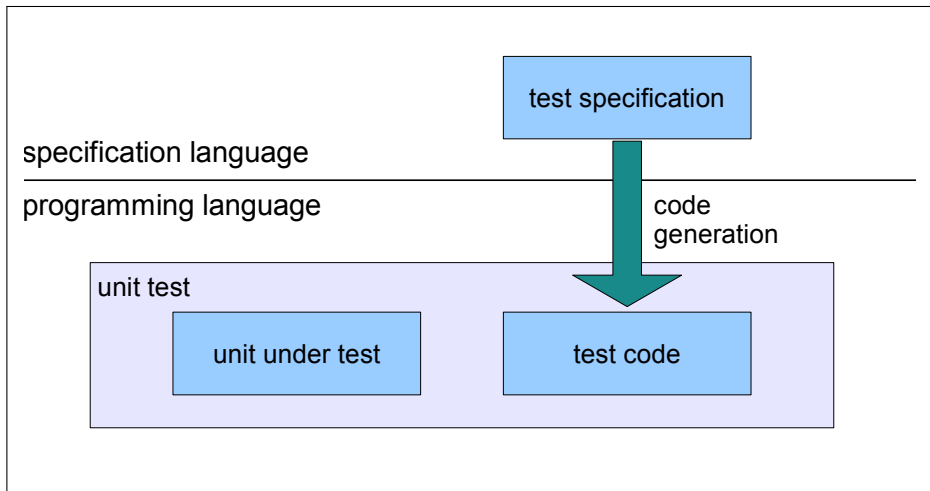 test specification
specification language
programming language
code
generation
unit test
unit under test
test code